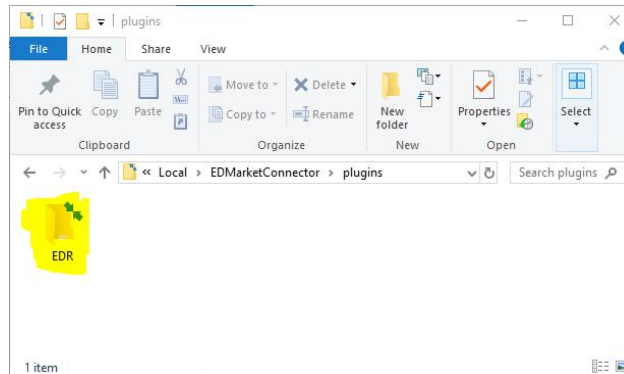 plugins
File Home Share View
Pin to Quick access
Copy
Paste
Move to
Copy to
Delete
Rename
New folder
Properties
Select
Clipboard Organize New Open
« Local › EDMarketConnector › plugins
Search plugins
EDR
1 item